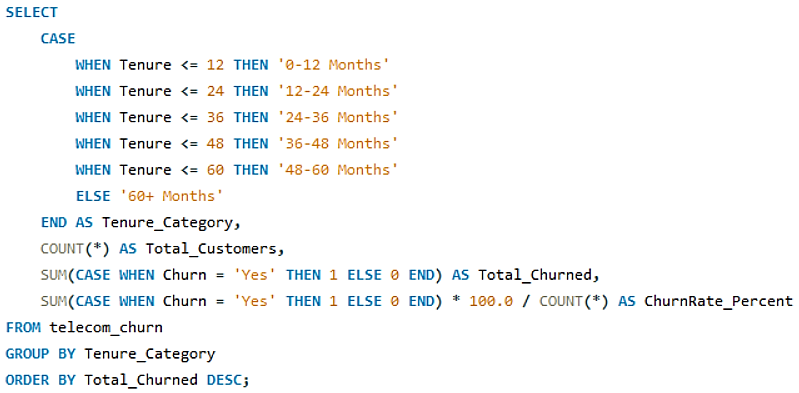 SELECT
    CASE
        WHEN Tenure <= 12 THEN '0-12 Months'
        WHEN Tenure <= 24 THEN '12-24 Months'
        WHEN Tenure <= 36 THEN '24-36 Months'
        WHEN Tenure <= 48 THEN '36-48 Months'
        WHEN Tenure <= 60 THEN '48-60 Months'
        ELSE '60+ Months'
    END AS Tenure_Category,
    COUNT(*) AS Total_Customers,
    SUM(CASE WHEN Churn = 'Yes' THEN 1 ELSE 0 END) AS Total_Churned,
    SUM(CASE WHEN Churn = 'Yes' THEN 1 ELSE 0 END) * 100.0 / COUNT(*) AS ChurnRate_Percent
FROM telecom_churn
GROUP BY Tenure_Category
ORDER BY Total_Churned DESC;